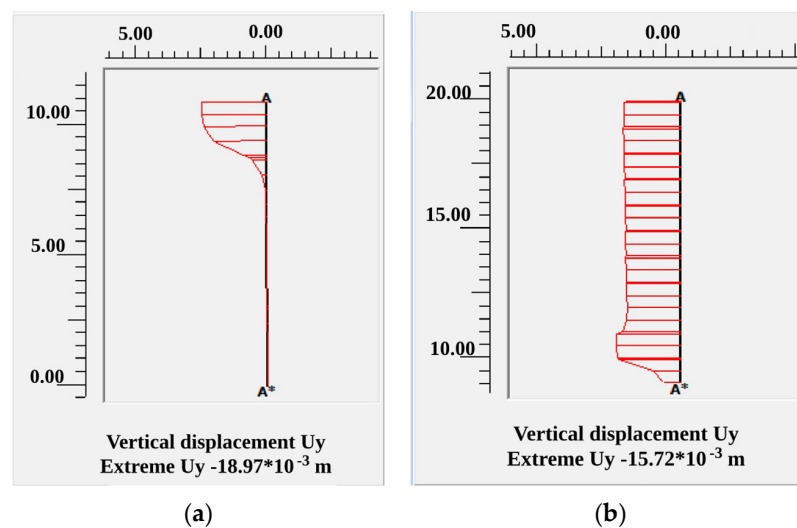 5.00 0.00
A
10.00
5.00
0.00
A*
Vertical displacement Uy
Extreme Uy -18.97*10⁻³ m
(a)
5.00 0.00
20.00
A
15.00
10.00
A*
Vertical displacement Uy
Extreme Uy -15.72*10⁻³ m
(b)